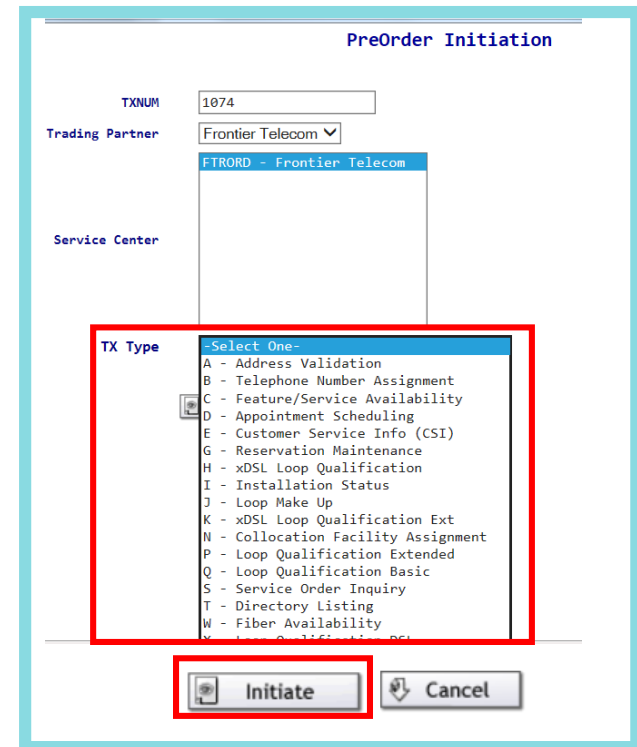 PreOrder Initiation
TXNUM 1074
Trading Partner Frontier Telecom
FTRORD - Frontier Telecom
Service Center
TX Type -Select One-
A - Address Validation
B - Telephone Number Assignment
C - Feature/Service Availability
D - Appointment Scheduling
E - Customer Service Info (CSI)
G - Reservation Maintenance
H - xDSL Loop Qualification
I - Installation Status
J - Loop Make Up
K - xDSL Loop Qualification Ext
N - Collocation Facility Assignment
P - Loop Qualification Extended
Q - Loop Qualification Basic
S - Service Order Inquiry
T - Directory Listing
W - Fiber Availability
X - Loop Qualification DSL
Initiate Cancel